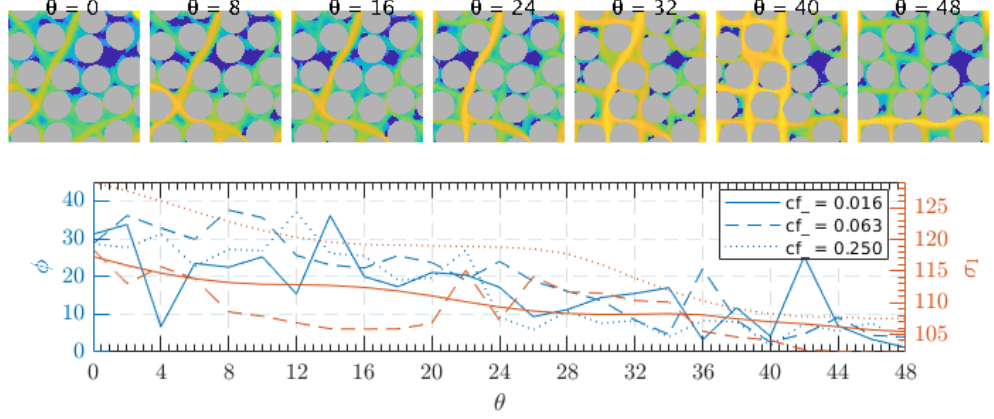 θ = 0 θ = 8 θ = 16 θ = 24 θ = 32 θ = 40 θ = 48
40
30
20
10
0
ϕ
125
120
115
110
105
σ₁
cf_ = 0.016
cf_ = 0.063
cf_ = 0.250
0 4 8 12 16 20 24 28 32 36 40 44 48
θ